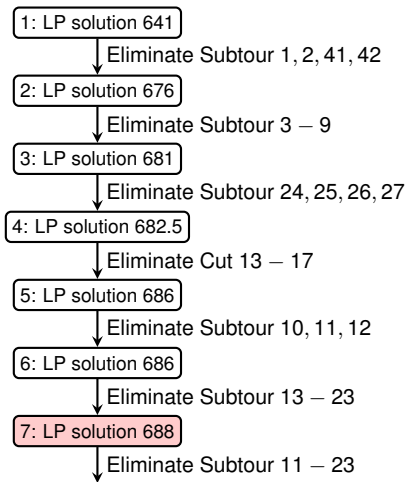 1: LP solution 641
Eliminate Subtour 1, 2, 41, 42
2: LP solution 676
Eliminate Subtour 3 − 9
3: LP solution 681
Eliminate Subtour 24, 25, 26, 27
4: LP solution 682.5
Eliminate Cut 13 − 17
5: LP solution 686
Eliminate Subtour 10, 11, 12
6: LP solution 686
Eliminate Subtour 13 − 23
7: LP solution 688
Eliminate Subtour 11 − 23